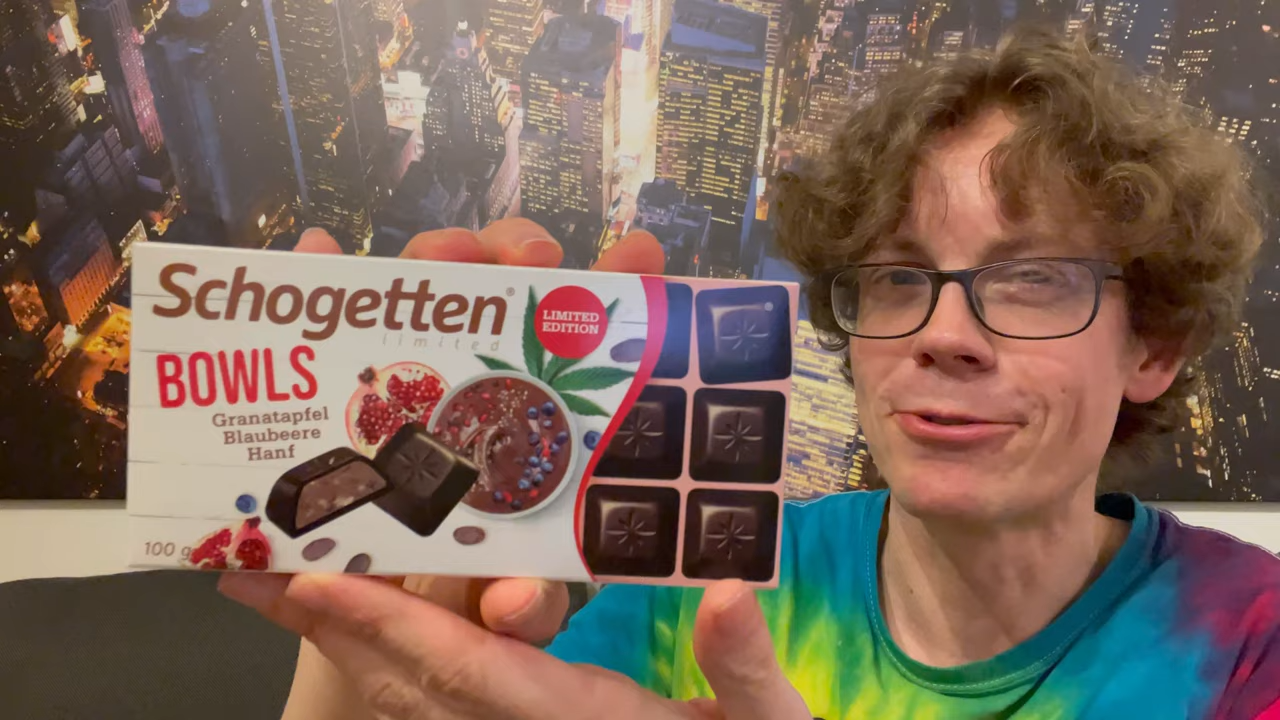 Schogetten®
limited
LIMITED
EDITION
BOWLS
Granatapfel
Blaubeere
Hanf
100 g